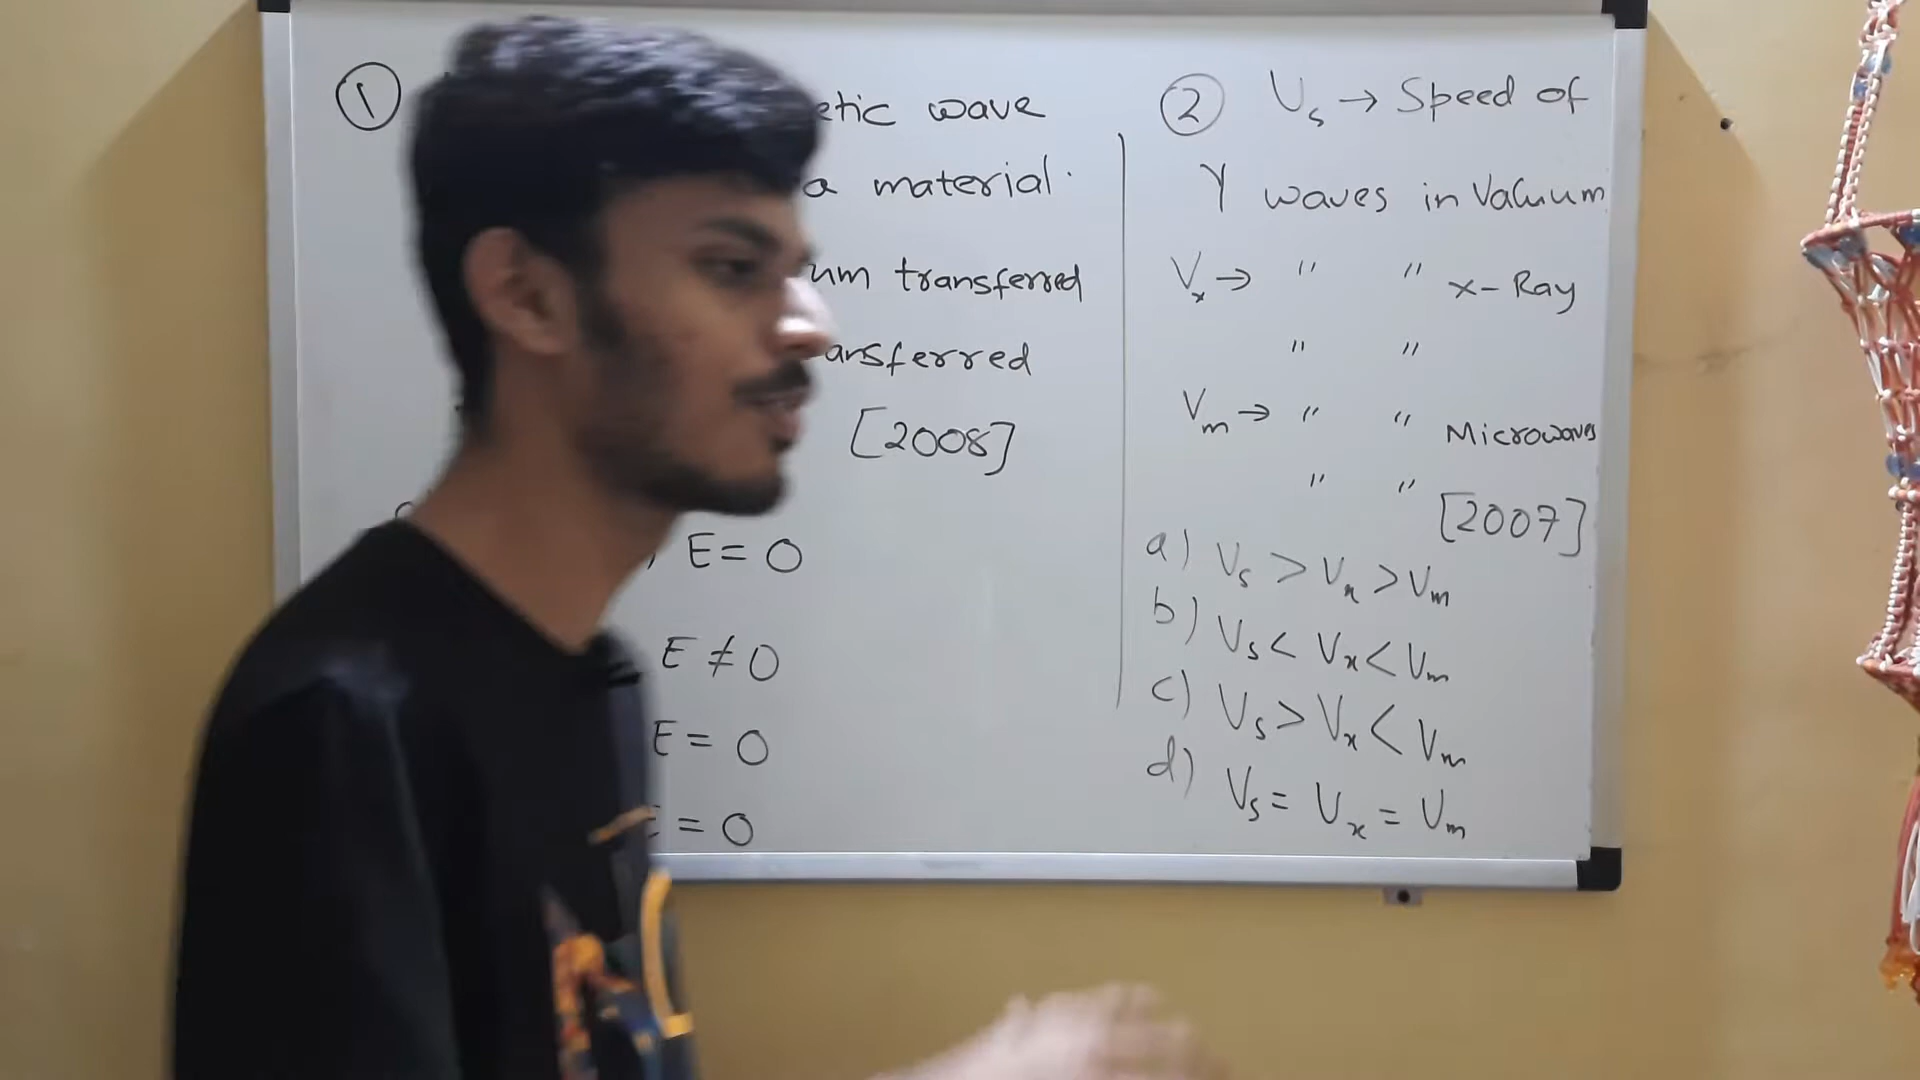 ①
etic wave
a material.
um transferred
ansferred
[2008]
E = 0
E ≠ 0
E = 0
= 0
② Vs → Speed of
γ waves in Vacuum
Vx → " " x-Ray
" "
Vm → " " Microwaves
" "
[2007]
a) Vs > Vx > Vm
b) Vs < Vx < Vm
c) Vs > Vx < Vm
d) Vs = Vx = Vm